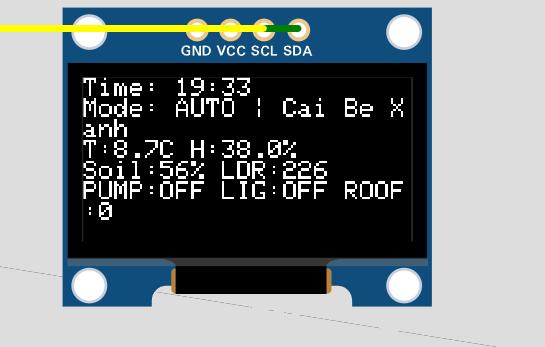 GND VCC SCL SDA
Time: 19:33
Mode: AUTO | Cai Be X
anh
T:8.7C H:38.0%
Soil:56% LDR:226
PUMP:OFF LIG:OFF ROOF
:0